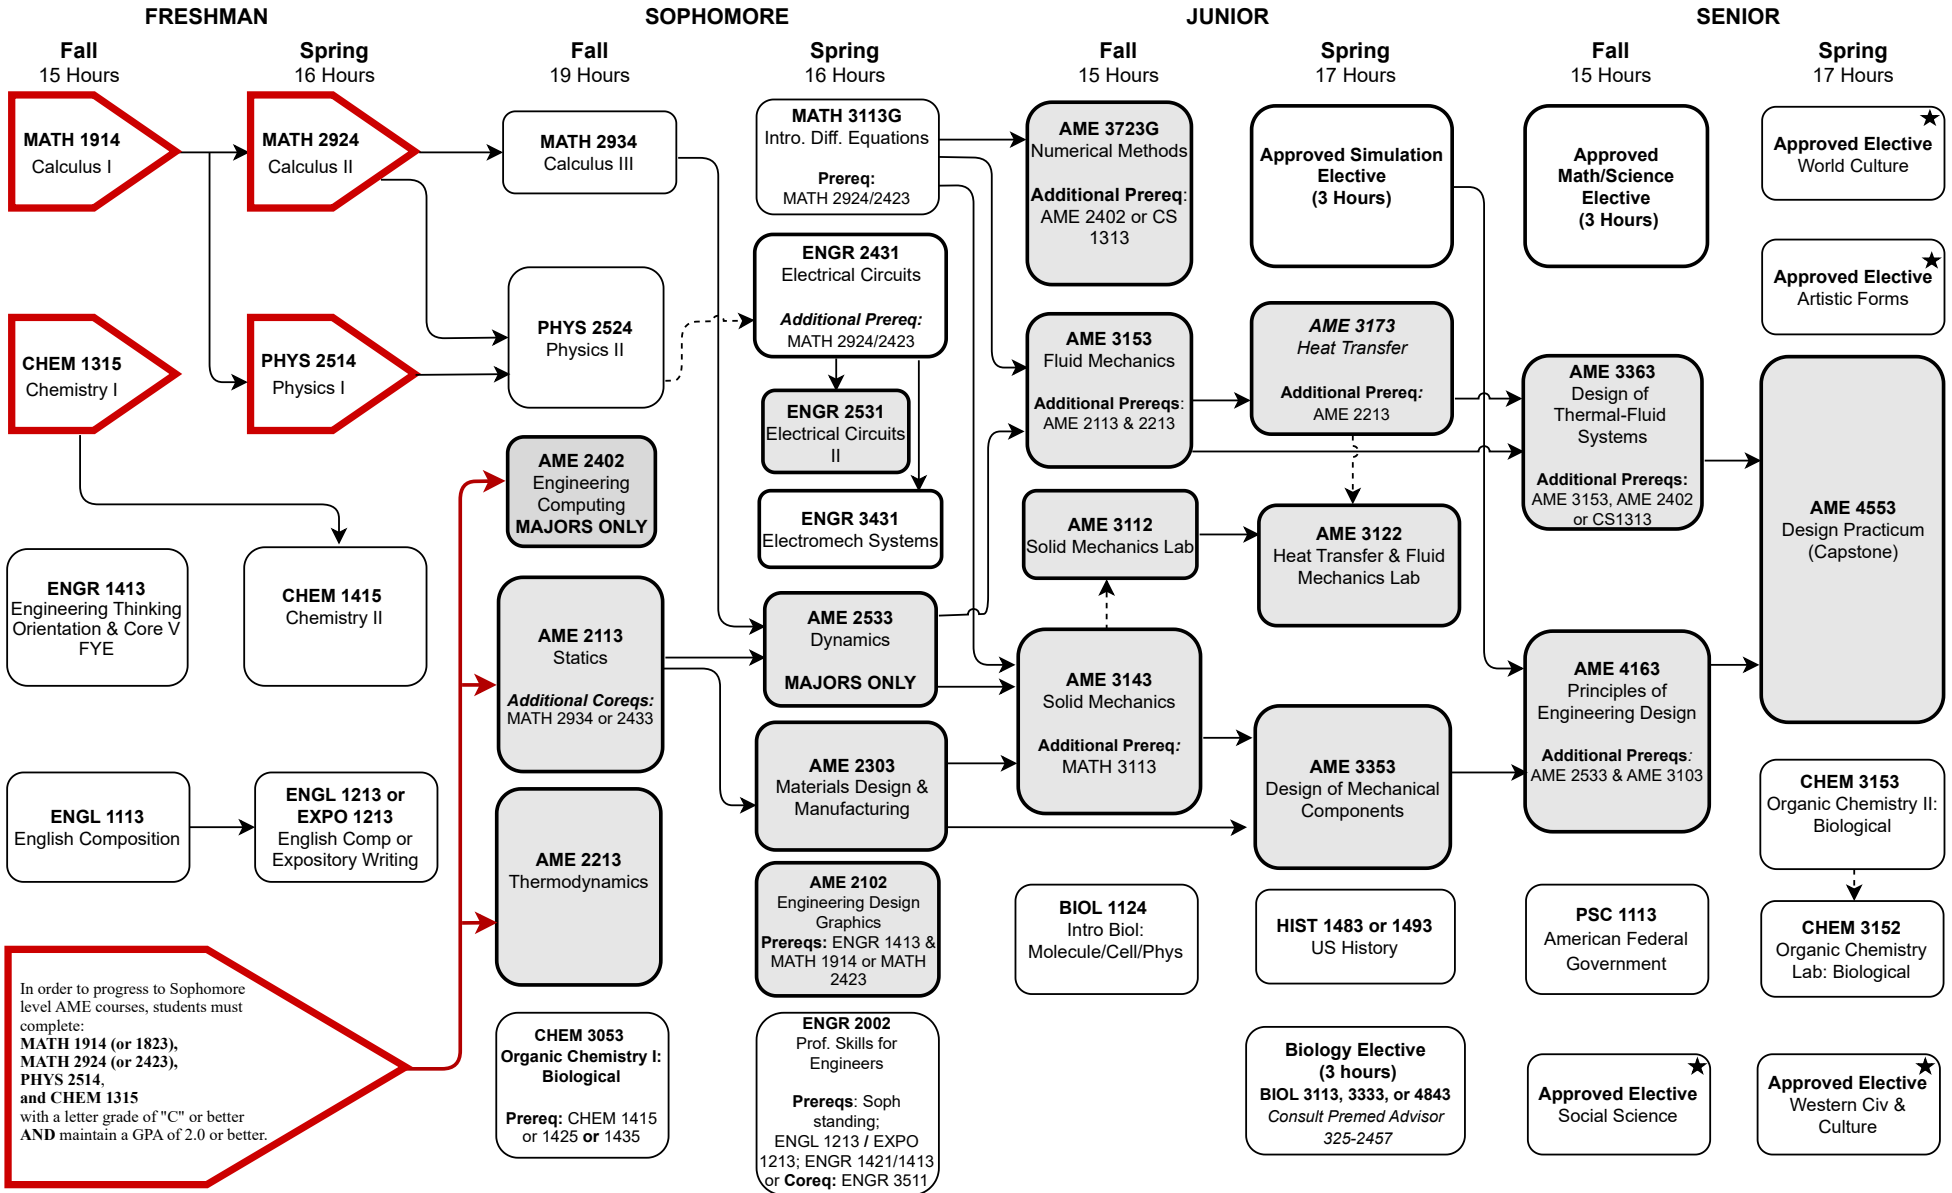 FRESHMAN
SOPHOMORE
JUNIOR
SENIOR
Fall
15 Hours
Spring
16 Hours
Fall
19 Hours
Spring
16 Hours
Fall
15 Hours
Spring
17 Hours
Fall
15 Hours
Spring
17 Hours
MATH 1914
Calculus I
CHEM 1315
Chemistry I
ENGR 1413
Engineering Thinking
Orientation & Core V
FYE
ENGL 1113
English Composition
In order to progress to Sophomore
level AME courses, students must
complete:
MATH 1914 (or 1823),
MATH 2924 (or 2423),
PHYS 2514,
and CHEM 1315
with a letter grade of "C" or better
AND maintain a GPA of 2.0 or better.
MATH 2924
Calculus II
PHYS 2514
Physics I
CHEM 1415
Chemistry II
ENGL 1213 or
EXPO 1213
English Comp or
Expository Writing
MATH 2934
Calculus III
PHYS 2524
Physics II
AME 2402
Engineering
Computing
MAJORS ONLY
AME 2113
Statics
Additional Coreqs:
MATH 2934 or 2433
AME 2213
Thermodynamics
CHEM 3053
Organic Chemistry I:
Biological
Prereq: CHEM 1415
or 1425 or 1435
MATH 3113G
Intro. Diff. Equations
Prereq:
MATH 2924/2423
ENGR 2431
Electrical Circuits
Additional Prereq:
MATH 2924/2423
ENGR 2531
Electrical Circuits
II
ENGR 3431
Electromech Systems
AME 2533
Dynamics
MAJORS ONLY
AME 2303
Materials Design &
Manufacturing
AME 2102
Engineering Design
Graphics
Prereqs: ENGR 1413 &
MATH 1914 or MATH
2423
ENGR 2002
Prof. Skills for
Engineers
Prereqs: Soph
standing;
ENGL 1213 / EXPO
1213; ENGR 1421/1413
or Coreq: ENGR 3511
AME 3723G
Numerical Methods
Additional Prereq:
AME 2402 or CS
1313
AME 3153
Fluid Mechanics
Additional Prereqs:
AME 2113 & 2213
AME 3112
Solid Mechanics Lab
AME 3143
Solid Mechanics
Additional Prereq:
MATH 3113
BIOL 1124
Intro Biol:
Molecule/Cell/Phys
Approved Simulation
Elective
(3 Hours)
AME 3173
Heat Transfer
Additional Prereq:
AME 2213
AME 3122
Heat Transfer & Fluid
Mechanics Lab
AME 3353
Design of Mechanical
Components
HIST 1483 or 1493
US History
Biology Elective
(3 hours)
BIOL 3113, 3333, or 4843
Consult Premed Advisor
325-2457
Approved
Math/Science
Elective
(3 Hours)
AME 3363
Design of
Thermal-Fluid
Systems
Additional Prereqs:
AME 3153, AME 2402
or CS1313
AME 4163
Principles of
Engineering Design
Additional Prereqs:
AME 2533 & AME 3103
PSC 1113
American Federal
Government
Approved Elective
Social Science
Approved Elective
World Culture
Approved Elective
Artistic Forms
AME 4553
Design Practicum
(Capstone)
CHEM 3153
Organic Chemistry II:
Biological
CHEM 3152
Organic Chemistry
Lab: Biological
Approved Elective
Western Civ &
Culture